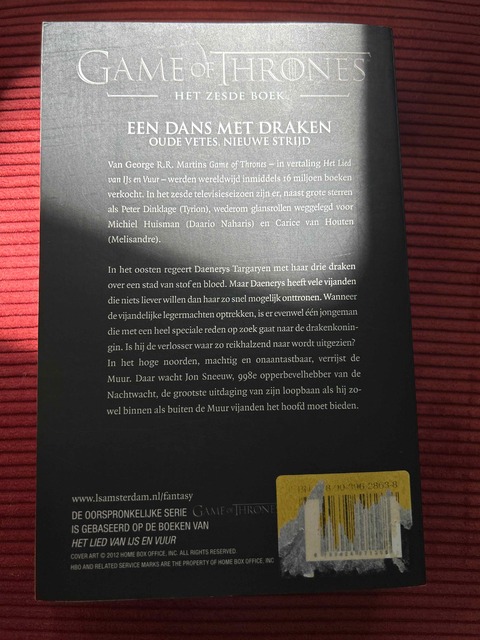 GAME OF THRONES
HET ZESDE BOEK
EEN DANS MET DRAKEN
OUDE VETES, NIEUWE STRIJD
Van George R.R. Martins Game of Thrones – in vertaling Het Lied
van IJs en Vuur – werden wereldwijd inmiddels 16 miljoen boeken
verkocht. In het zesde televisieseizoen zijn er, naast grote sterren
als Peter Dinklage (Tyrion), wederom glansrollen weggelegd voor
Michiel Huisman (Daario Naharis) en Carice van Houten
(Melisandre).
In het oosten regeert Daenerys Targaryen met haar drie draken
over een stad van stof en bloed. Maar Daenerys heeft vele vijanden
die niets liever willen dan haar zo snel mogelijk onttronen. Wanneer
de vijandelijke legermachten optrekken, is er evenwel één jongeman
die met een heel speciale reden op zoek gaat naar de drakenkonin-
gin. Is hij de verlosser waar zo reikhalzend naar wordt uitgezien?
In het hoge noorden, machtig en onaantastbaar, verrijst de
Muur. Daar wacht Jon Sneeuw, 998e opperbevelhebber van de
Nachtwacht, de grootste uitdaging van zijn loopbaan als hij zo-
wel binnen als buiten de Muur vijanden het hoofd moet bieden.
www.lsamsterdam.nl/fantasy
DE OORSPRONKELIJKE SERIE GAME OF THRONES
IS GEBASEERD OP DE BOEKEN VAN
HET LIED VAN IJS EN VUUR
COVER ART © 2012 HOME BOX OFFICE, INC. ALL RIGHTS RESERVED.
HBO AND RELATED SERVICE MARKS ARE THE PROPERTY OF HOME BOX OFFICE, INC